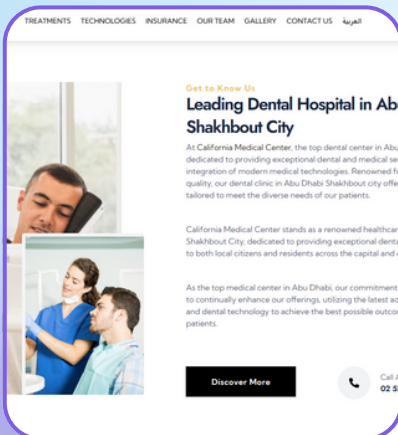 TREATMENTS TECHNOLOGIES INSURANCE OUR TEAM GALLERY CONTACT US العربية
Get to Know Us
Leading Dental Hospital in Abu
Shakhbout City
At California Medical Center, the top dental center in Abu
dedicated to providing exceptional dental and medical se
integration of modern medical technologies. Renowned f
quality, our dental clinic in Abu Dhabi Shakhbout city offe
tailored to meet the diverse needs of our patients.
California Medical Center stands as a renowned healthcar
Shakhbout City, dedicated to providing exceptional denta
to both local citizens and residents across the capital and
As the top medical center in Abu Dhabi, our commitment
to continually enhance our offerings, utilizing the latest ad
and dental technology to achieve the best possible outco
patients.
Discover More
Call
02 5